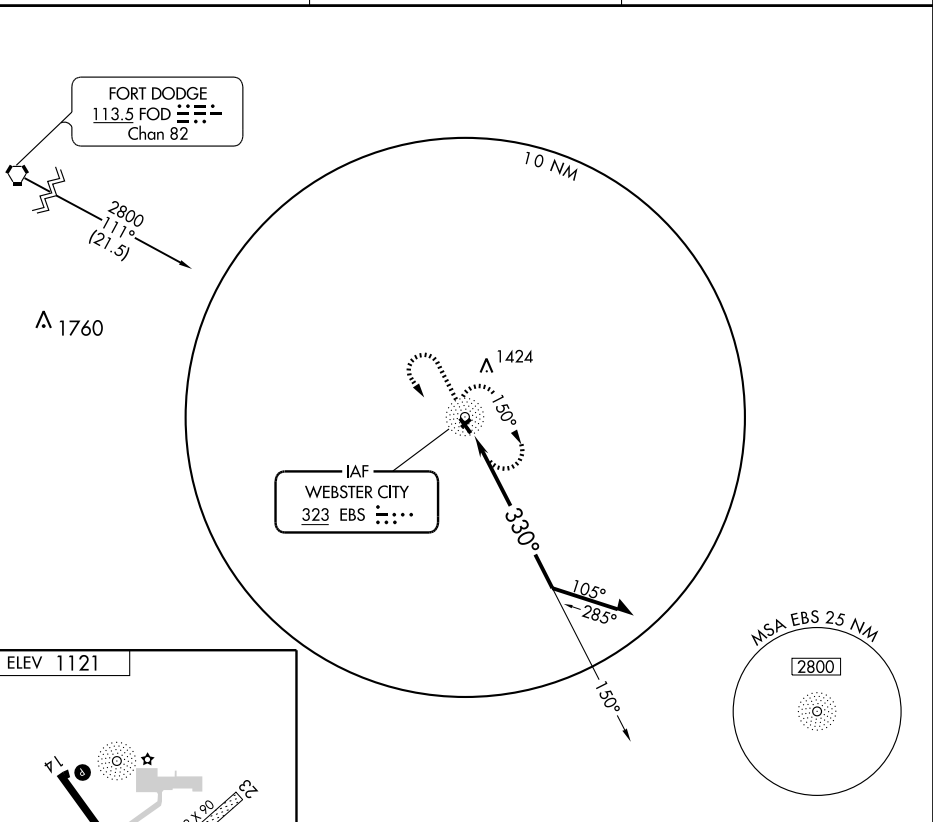 FORT DODGE
113.5 FOD
Chan 82
10 NM
2800
111°
(21.5)
1760
1424
150°
IAF
WEBSTER CITY
323 EBS
330°
105°
285°
150°
MSA EBS 25 NM
2800
ELEV 1121
14
P
X 90
23